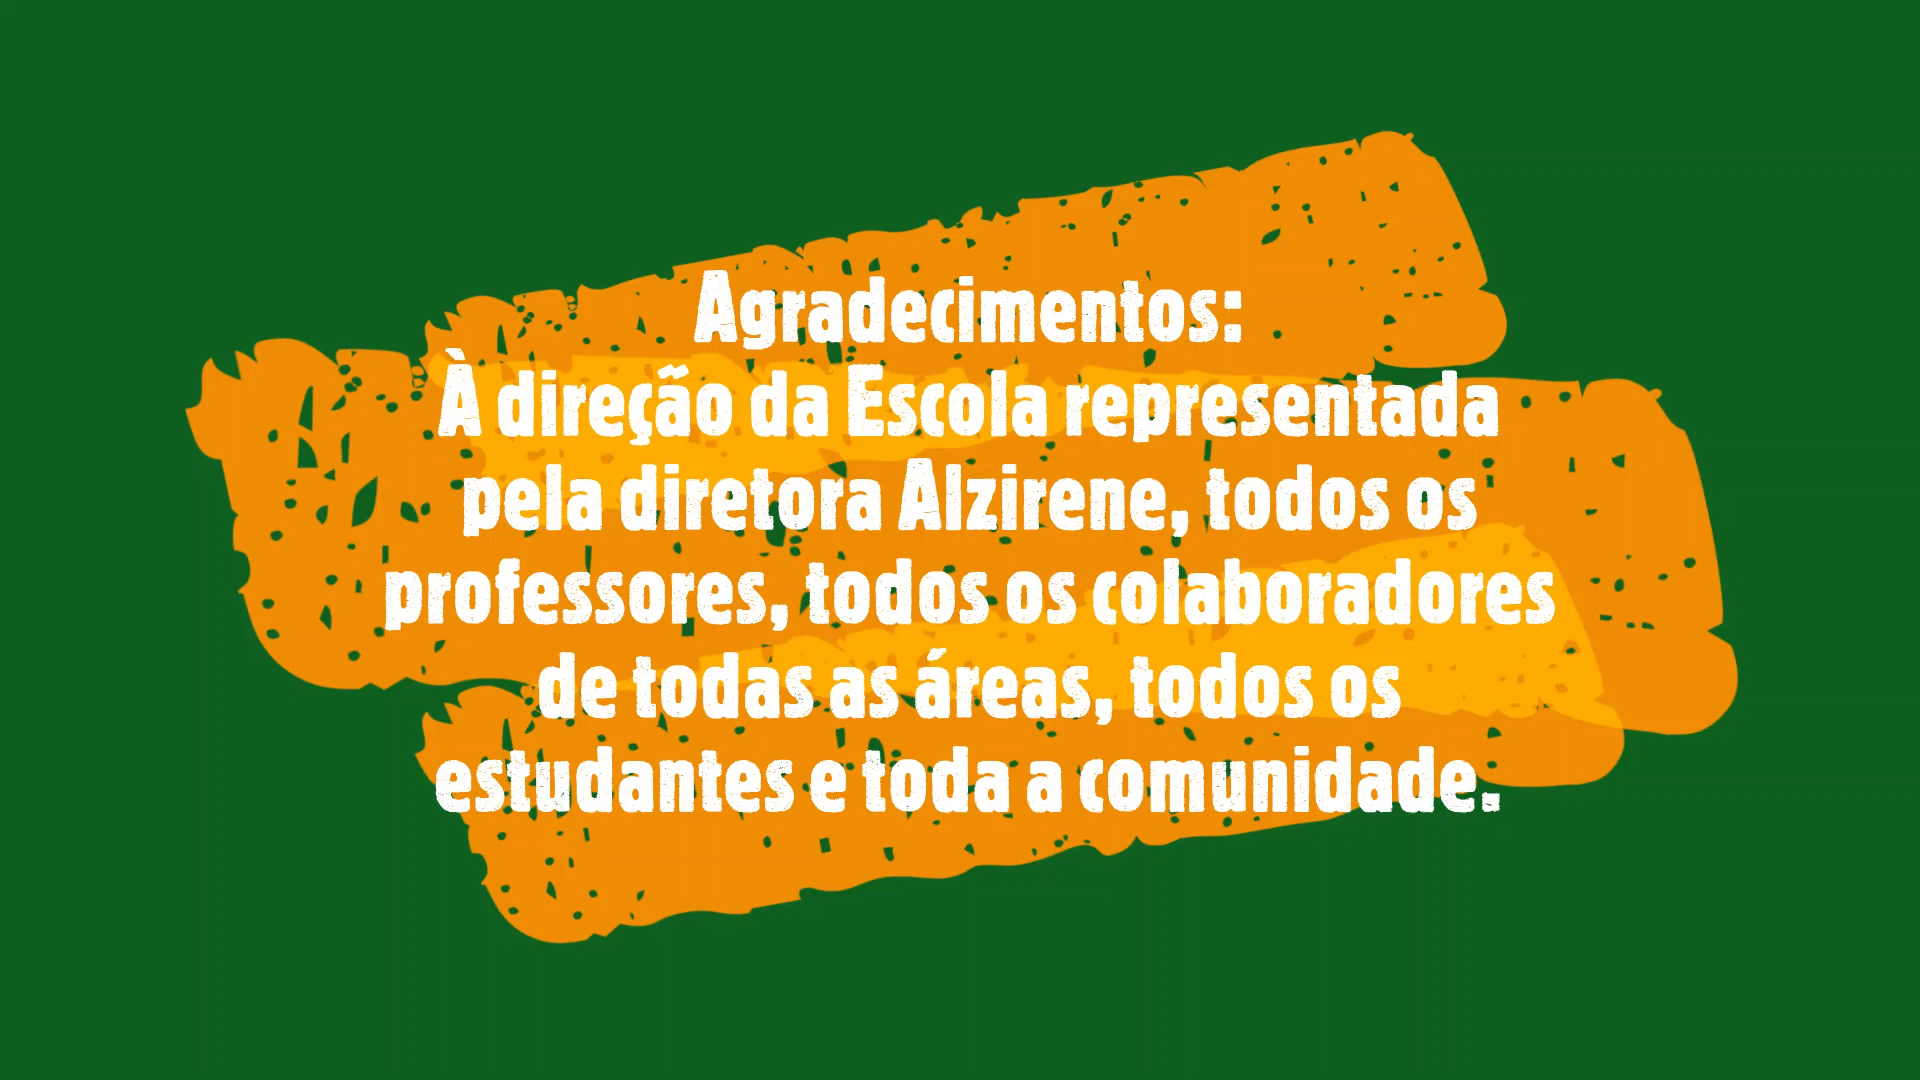 Agradecimentos:
À direção da Escola representada
pela diretora Alzirene, todos os
professores, todos os colaboradores
de todas as áreas, todos os
estudantes e toda a comunidade.